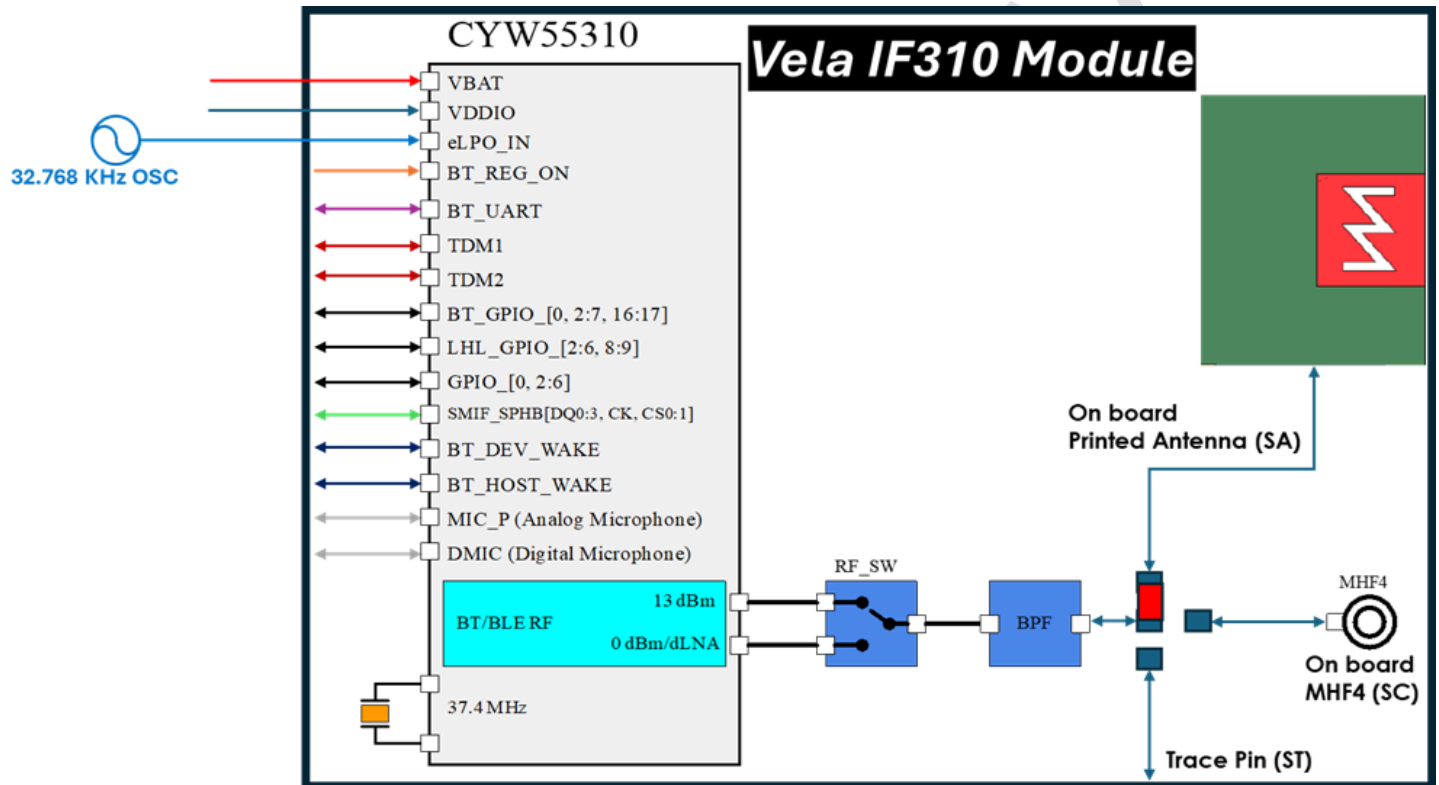 CYW55310
Vela IF310 Module
VBAT
VDDIO
eLPO_IN
32.768 KHz OSC
BT_REG_ON
BT_UART
TDM1
TDM2
BT_GPIO_[0, 2:7, 16:17]
LHL_GPIO_[2:6, 8:9]
GPIO_[0, 2:6]
SMIF_SPHB[DQ0:3, CK, CS0:1]
BT_DEV_WAKE
BT_HOST_WAKE
MIC_P (Analog Microphone)
DMIC (Digital Microphone)
On board
Printed Antenna (SA)
BT/BLE RF
13 dBm
0 dBm/dLNA
RF_SW
BPF
MHF4
On board
MHF4 (SC)
37.4 MHz
Trace Pin (ST)